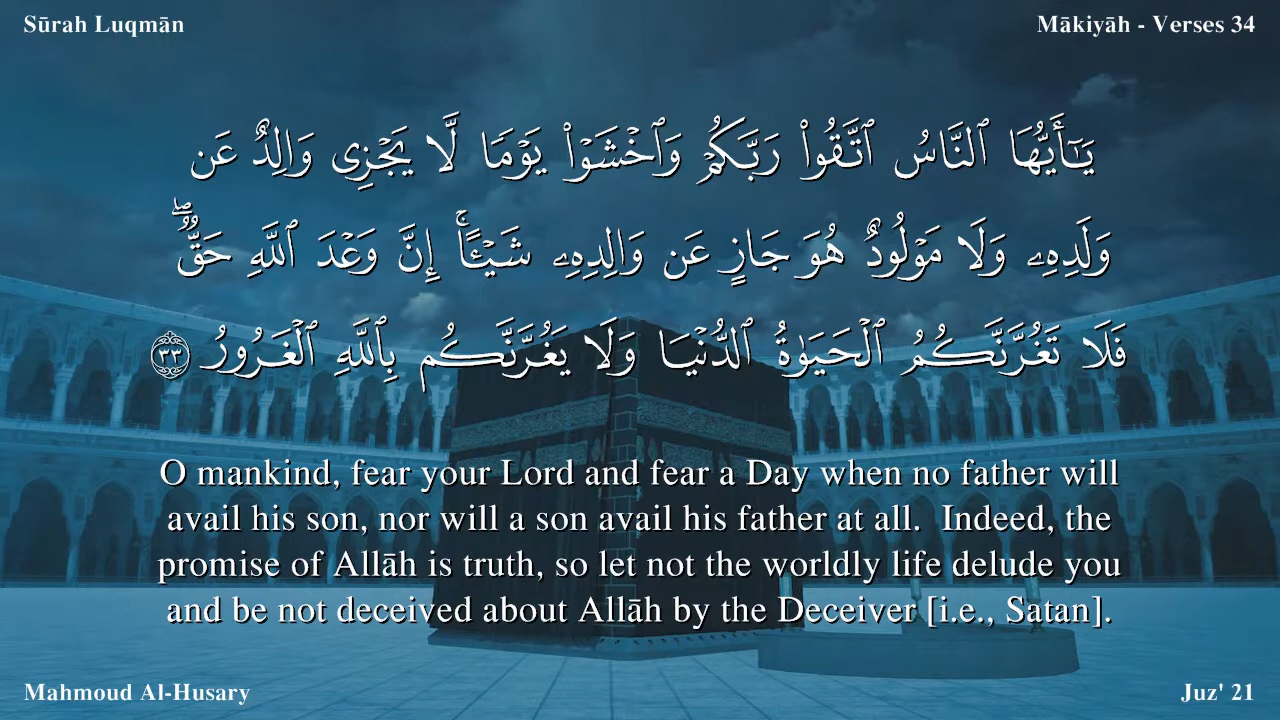 Sūrah Luqmān
Mākiyāh - Verses 34
يَـٰٓأَيُّهَا ٱلنَّاسُ ٱتَّقُوا۟ رَبَّكُمْ وَٱخْشَوْا۟ يَوْمًا لَّا يَجْزِى وَالِدٌ عَن
وَلَدِهِۦ وَلَا مَوْلُودٌ هُوَ جَازٍ عَن وَالِدِهِۦ شَيْـًٔا ۚ إِنَّ وَعْدَ ٱللَّهِ حَقٌّ ۖ
فَلَا تَغُرَّنَّكُمُ ٱلْحَيَوٰةُ ٱلدُّنْيَا وَلَا يَغُرَّنَّكُم بِٱللَّهِ ٱلْغَرُورُ ٣٣
O mankind, fear your Lord and fear a Day when no father will
avail his son, nor will a son avail his father at all.  Indeed, the
promise of Allāh is truth, so let not the worldly life delude you
and be not deceived about Allāh by the Deceiver [i.e., Satan].
Mahmoud Al-Husary
Juz' 21